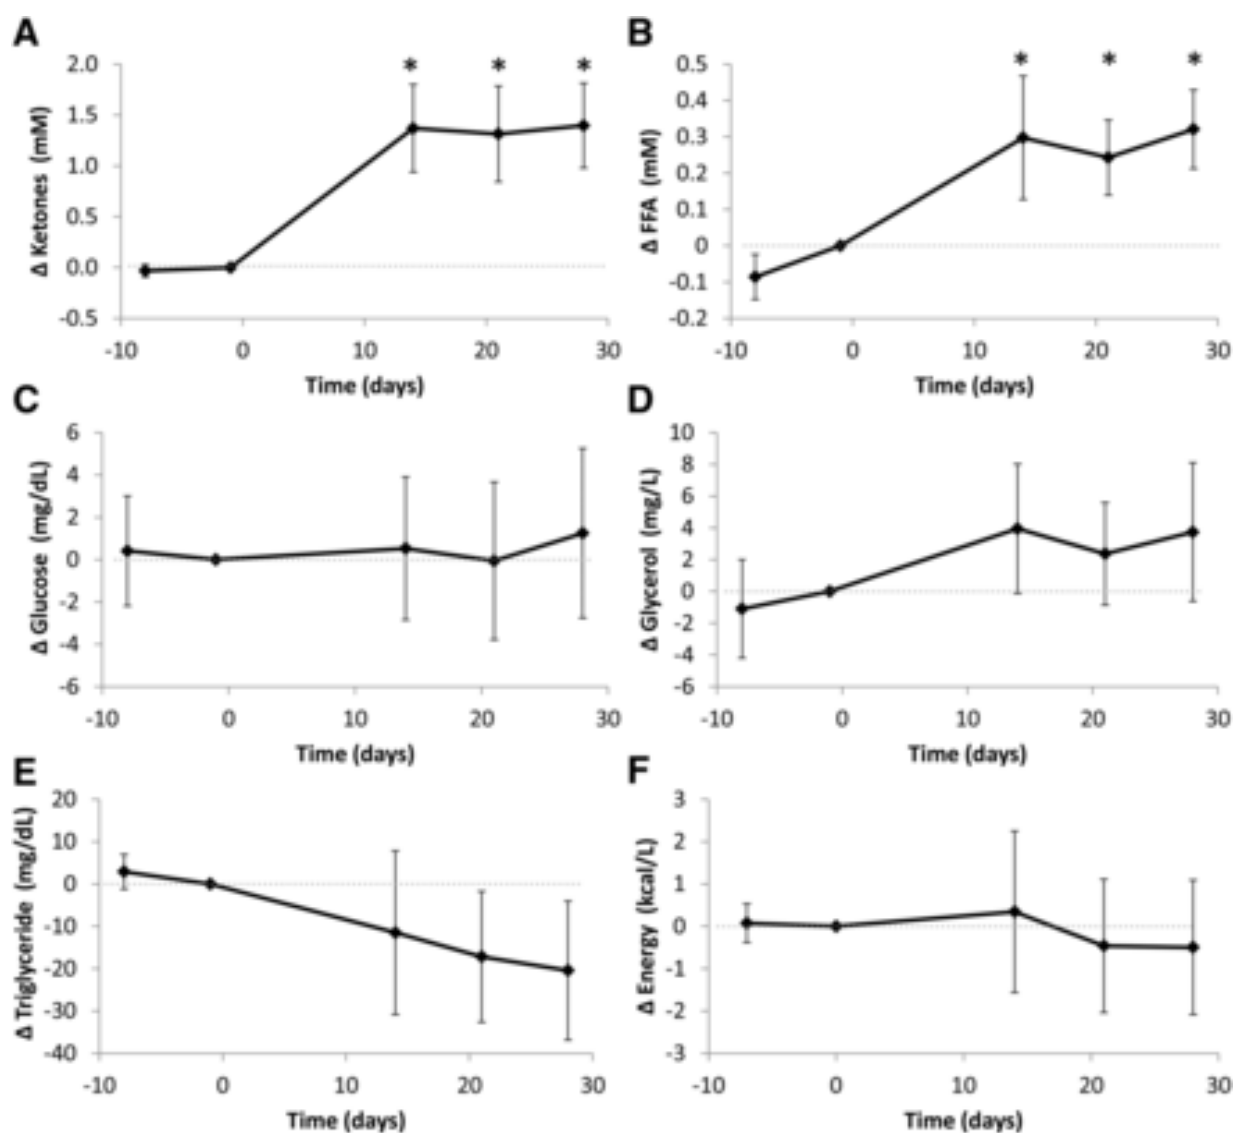 A
B
* * *
* * *
Δ Ketones (mM)
2.0
1.5
1.0
0.5
0.0
-0.5
-10 0 10 20 30
Time (days)
Δ FFA (mM)
0.5
0.4
0.3
0.2
0.1
0
-0.1
-0.2
-10 0 10 20 30
Time (days)
C
D
Δ Glucose (mg/dL)
6
4
2
0
-2
-4
-6
-10 0 10 20 30
Time (days)
Δ Glycerol (mg/L)
10
8
6
4
2
0
-2
-4
-6
-10 0 10 20 30
Time (days)
E
F
Δ Triglyceride (mg/dL)
20
10
0
-10
-20
-30
-40
-10 0 10 20 30
Time (days)
Δ Energy (kcal/L)
3
2
1
0
-1
-2
-3
-10 0 10 20 30
Time (days)